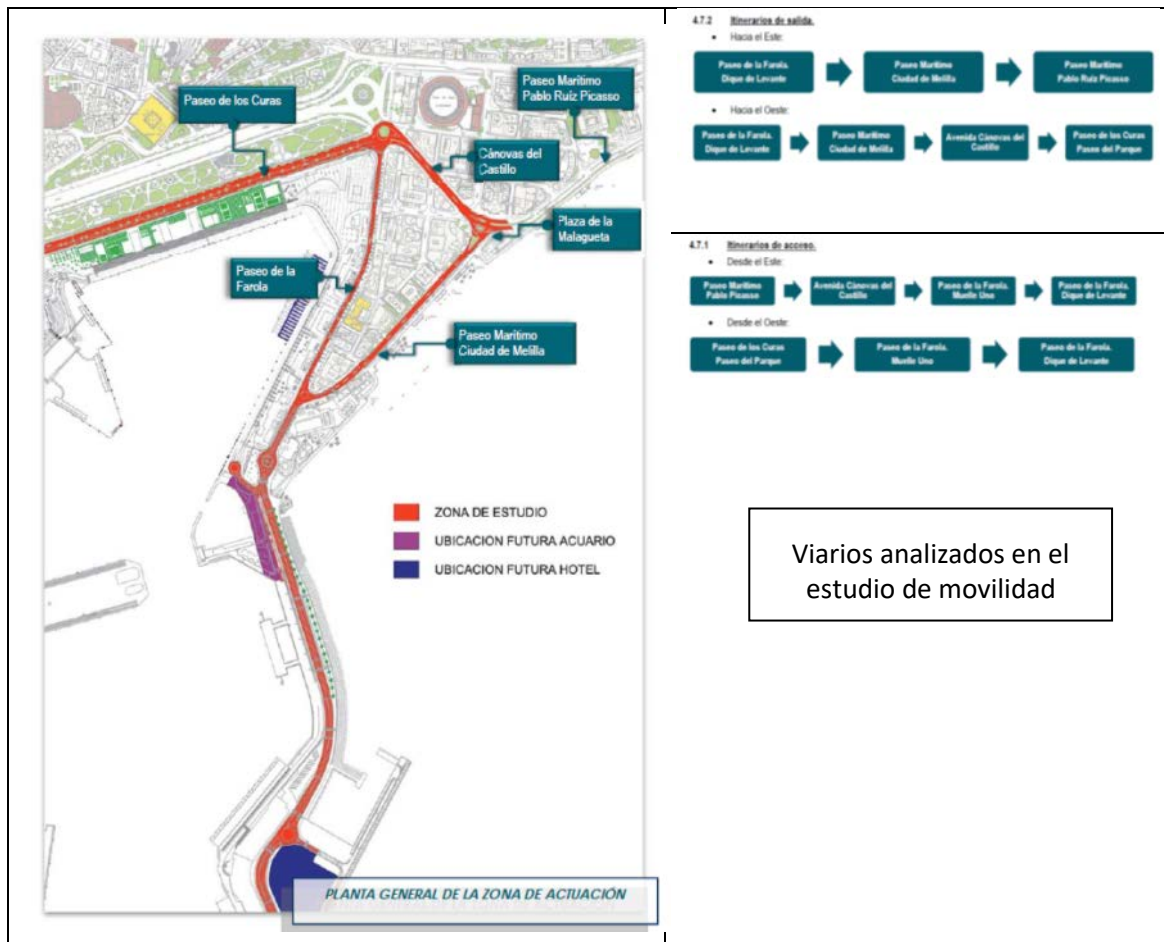 Paseo de los Curas
Paseo Marítimo
Pablo Ruíz Picasso
Cánovas del
Castillo
Plaza de la
Malagueta
Paseo de la
Farola
Paseo Marítimo
Ciudad de Melilla
ZONA DE ESTUDIO
UBICACION FUTURA ACUARIO
UBICACION FUTURA HOTEL
PLANTA GENERAL DE LA ZONA DE ACTUACIÓN
4.7.2 Itinerarios de salida.
• Hacia el Este:
Paseo de la Farola.
Dique de Levante
Paseo Marítimo
Ciudad de Melilla
Paseo Marítimo
Pablo Ruíz Picasso
• Hacia el Oeste:
Paseo de la Farola.
Dique de Levante
Paseo Marítimo
Ciudad de Melilla
Avenida Cánovas del
Castillo
Paseo de los Curas
Paseo del Parque
4.7.1 Itinerarios de acceso.
• Desde el Este:
Paseo Marítimo
Pablo Picasso
Avenida Cánovas del
Castillo
Paseo de la Farola.
Muelle Uno
Paseo de la Farola.
Dique de Levante
• Desde el Oeste:
Paseo de los Curas
Paseo del Parque
Paseo de la Farola.
Muelle Uno
Paseo de la Farola.
Dique de Levante
Viarios analizados en el
estudio de movilidad